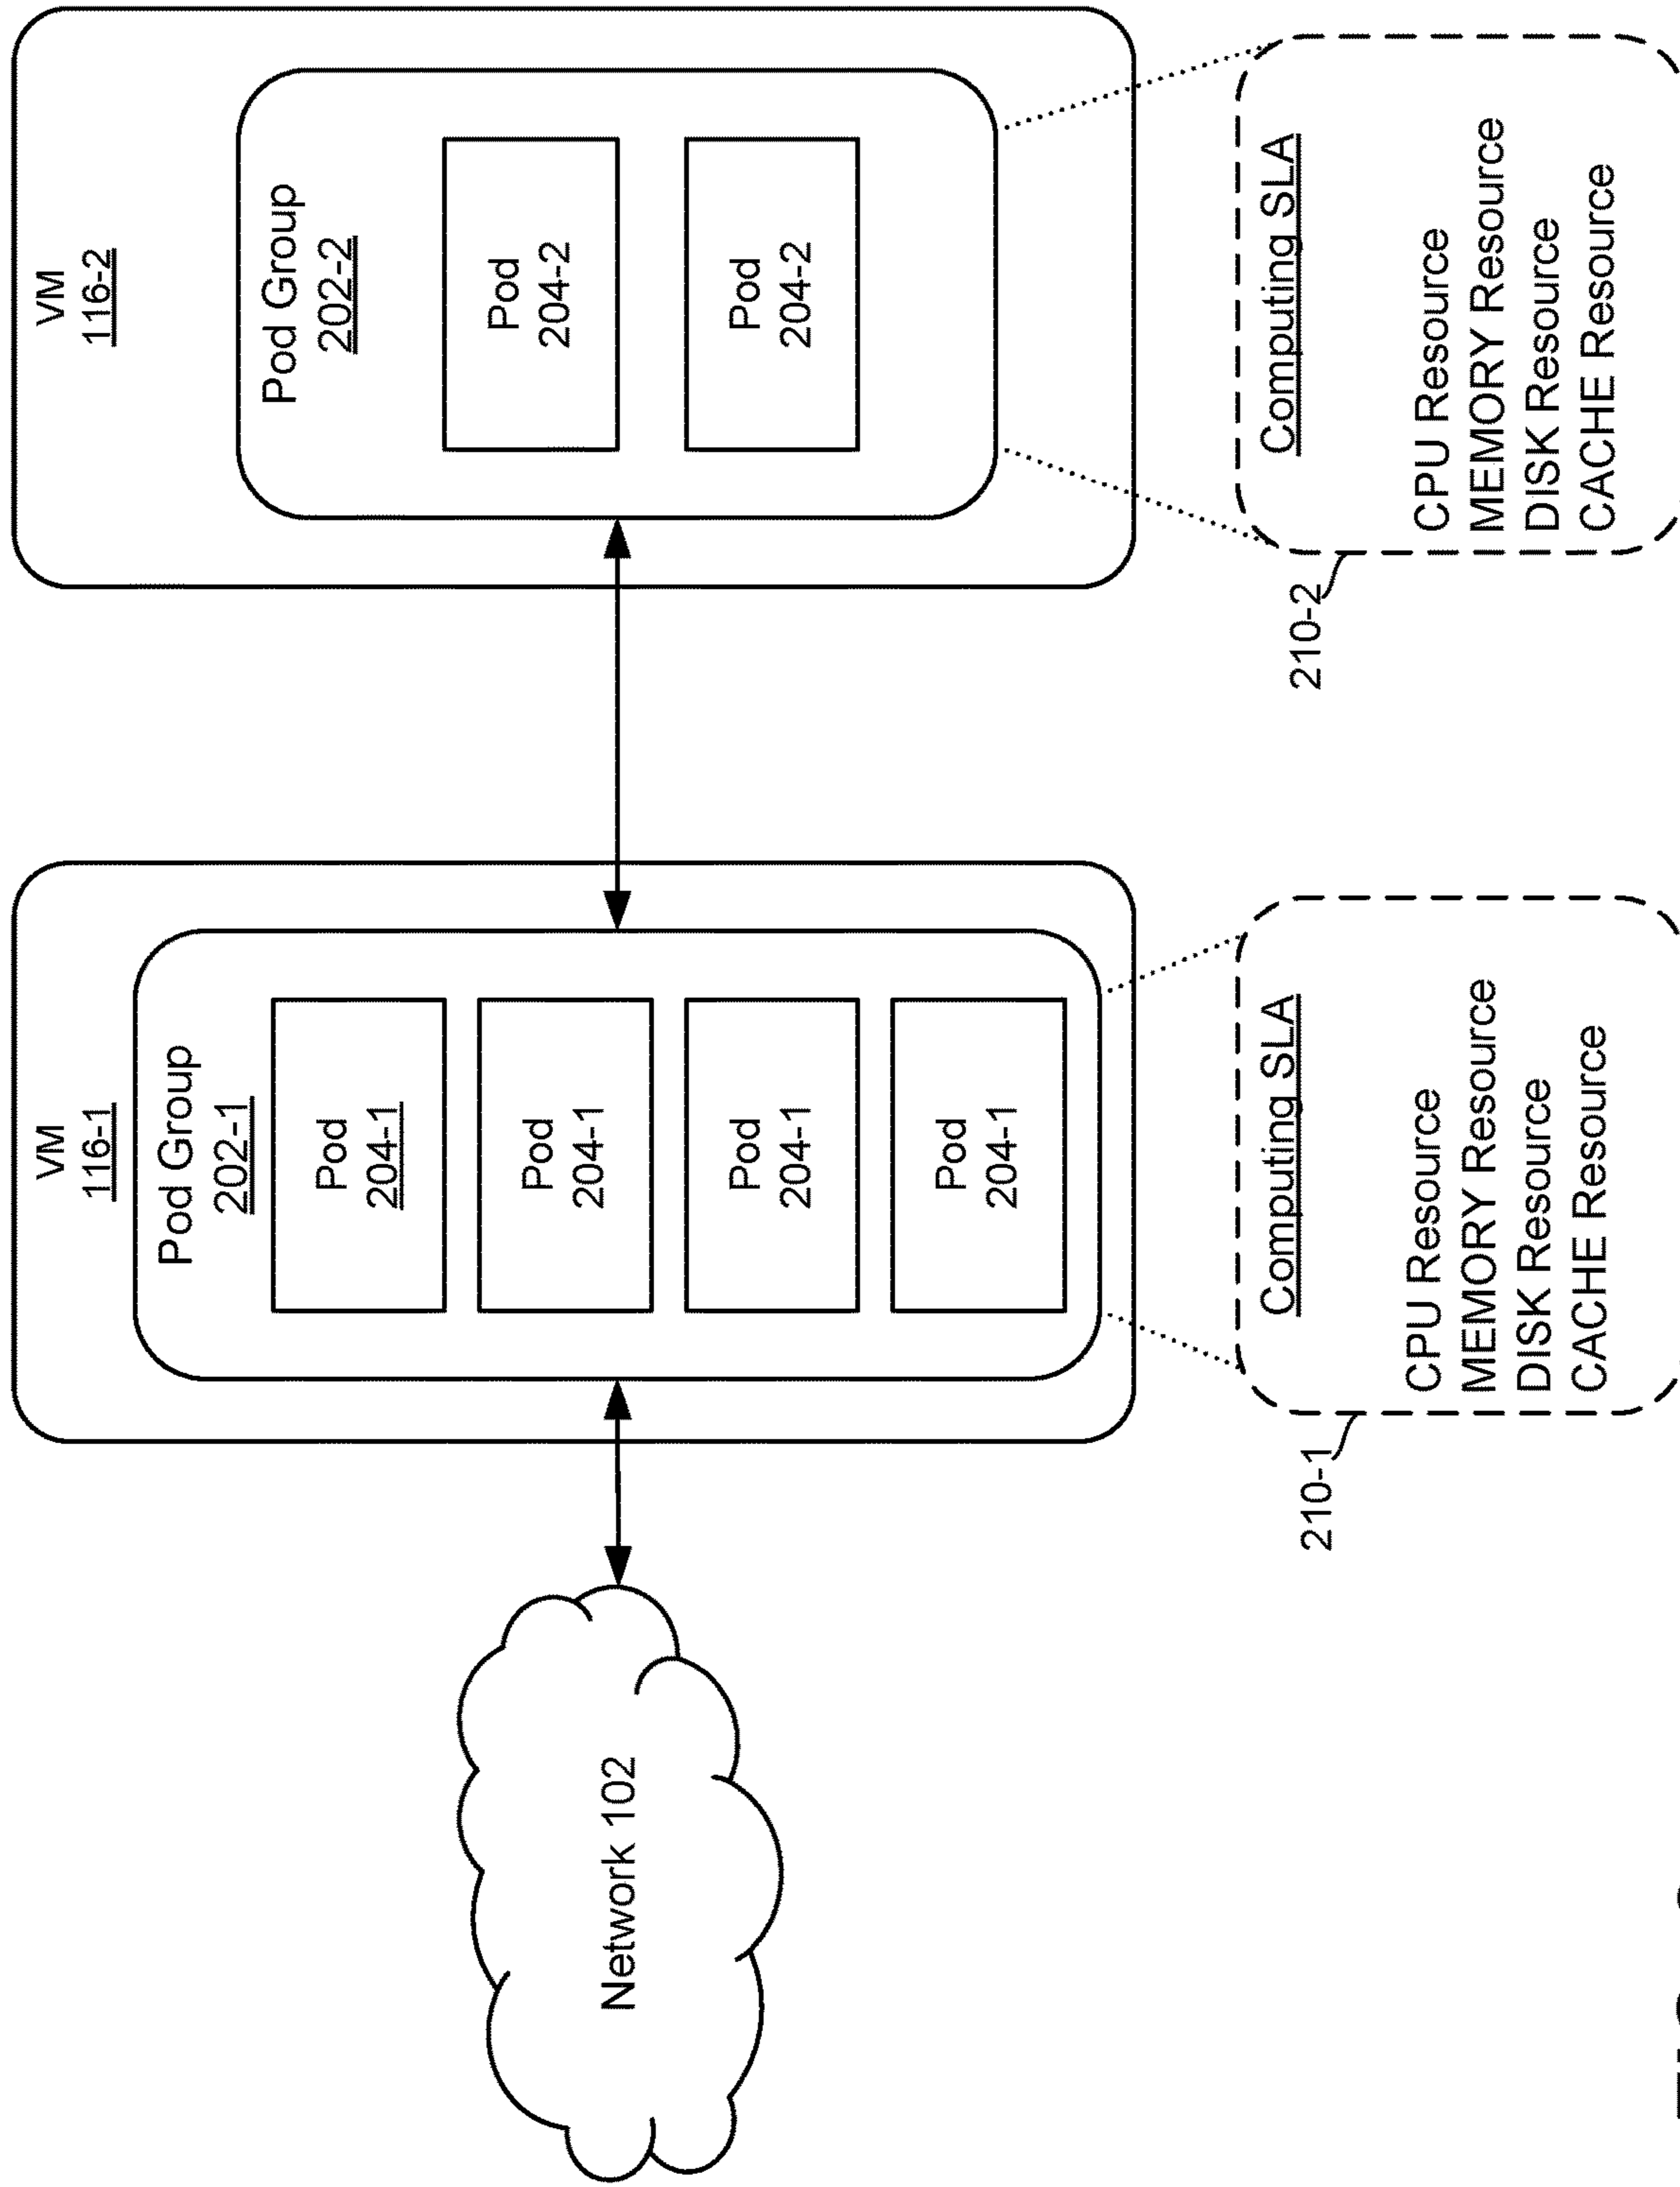 Network 102
VM
116-1
Pod Group
202-1
Pod
204-1
Pod
204-1
Pod
204-1
Pod
204-1
210-1
Computing SLA
CPU Resource
MEMORY Resource
DISK Resource
CACHE Resource
VM
116-2
Pod Group
202-2
Pod
204-2
Pod
204-2
210-2
Computing SLA
CPU Resource
MEMORY Resource
DISK Resource
CACHE Resource